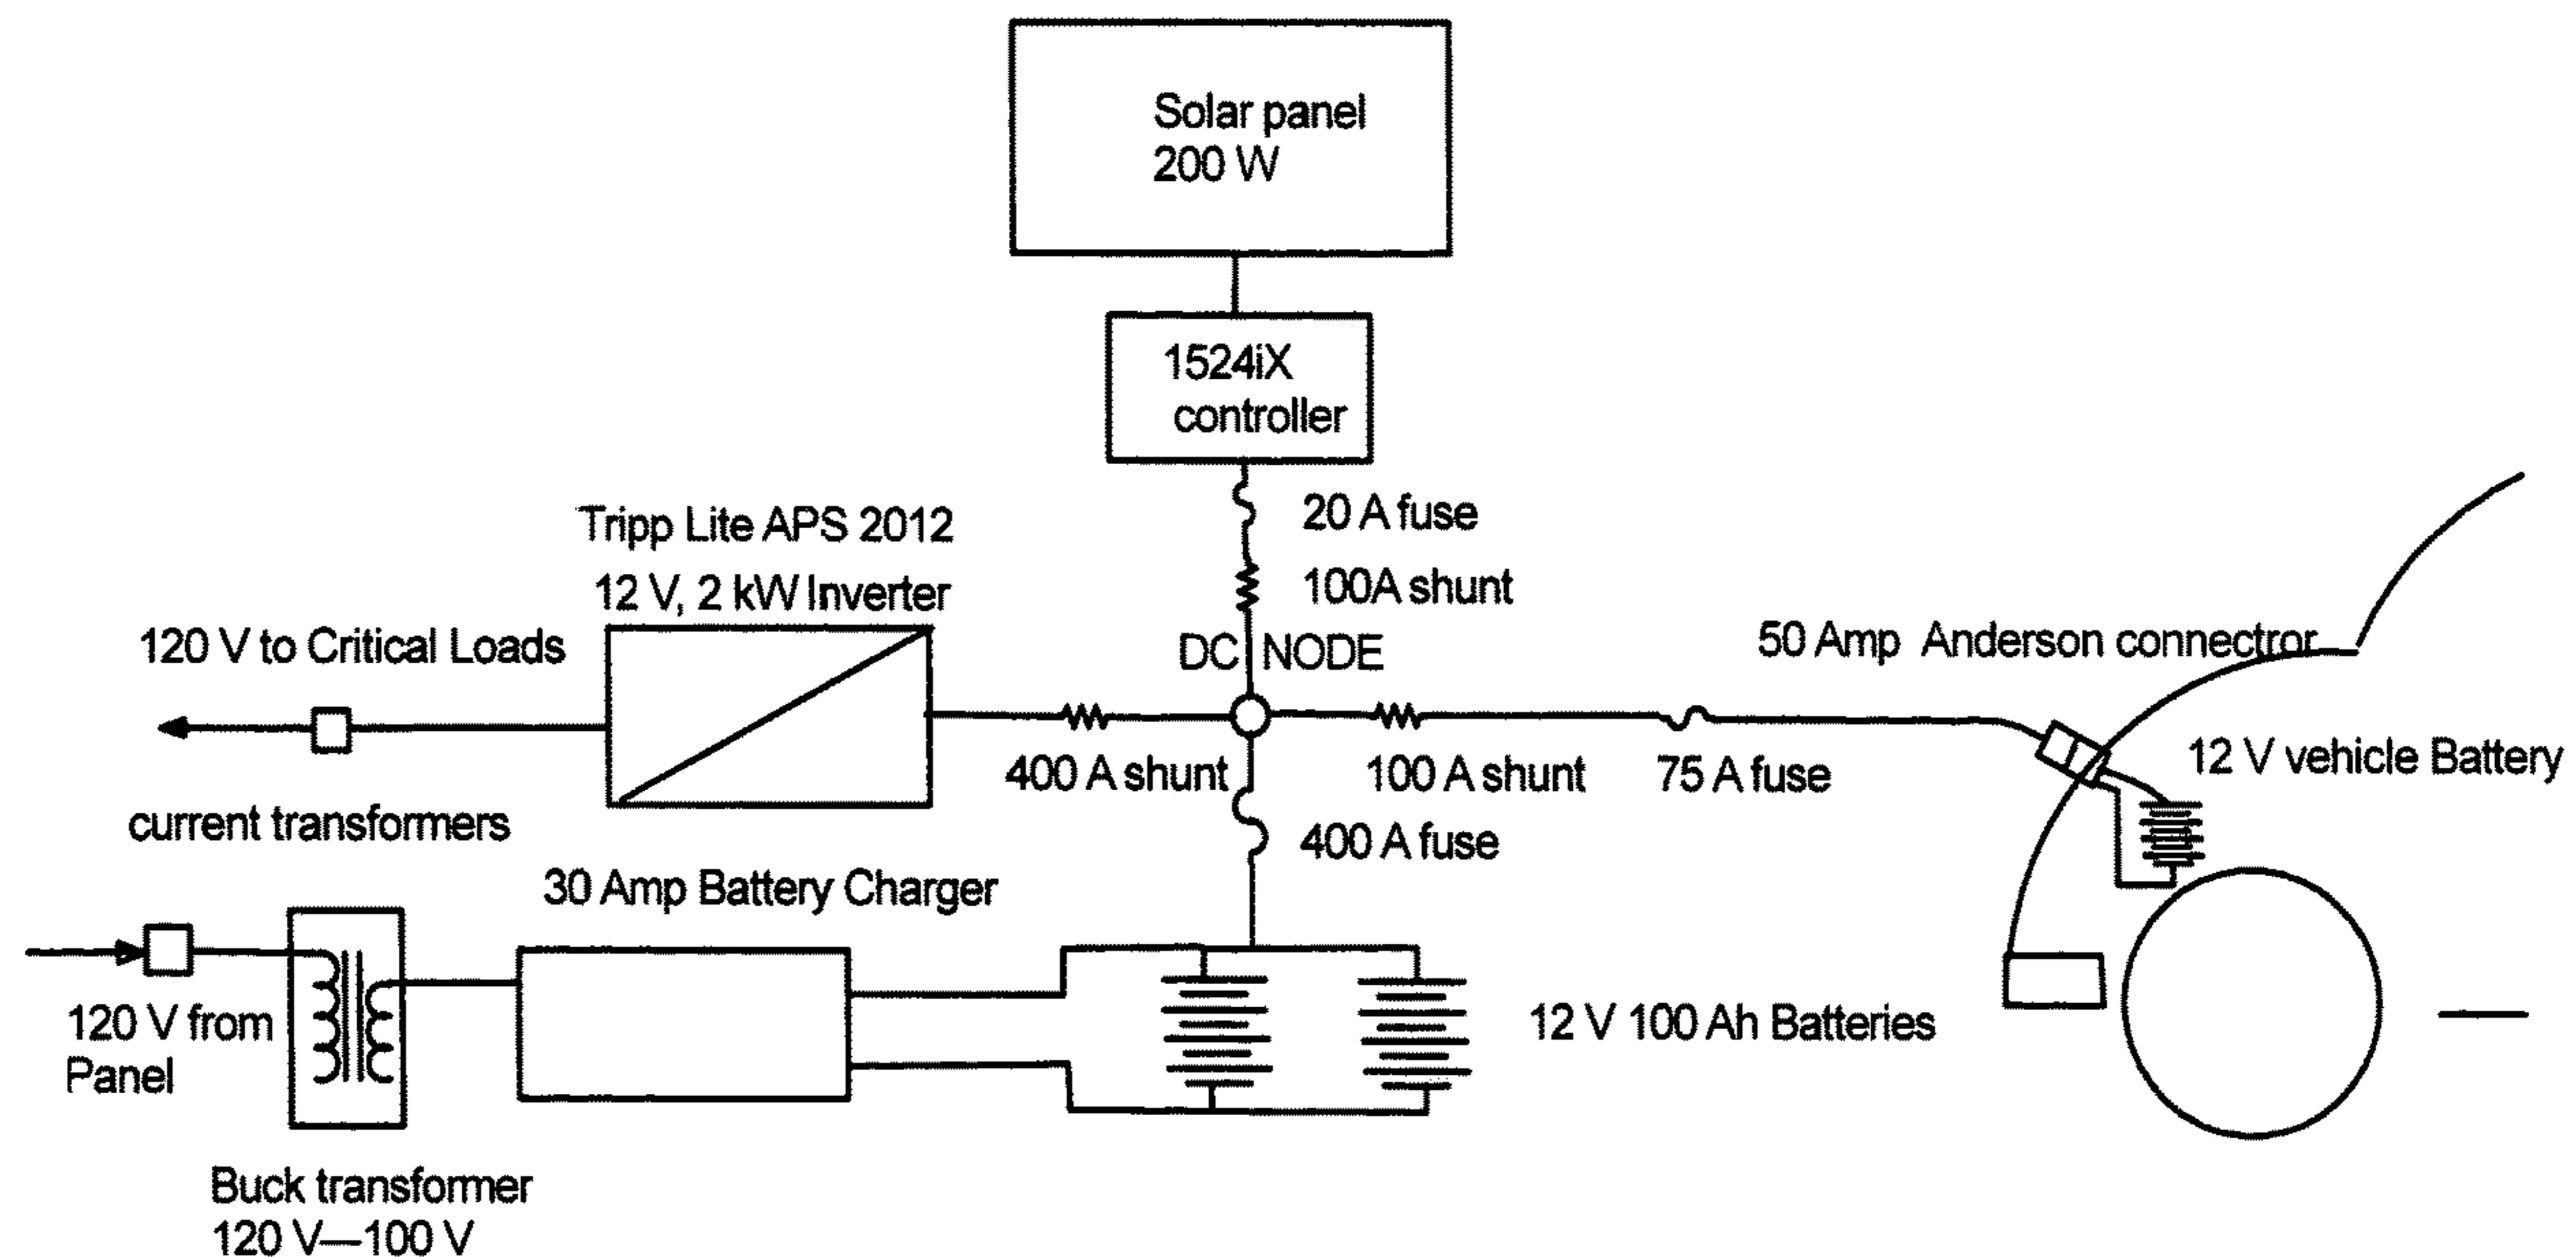 Solar panel
200 W
1524iX
controller
20 A fuse
100A shunt
Tripp Lite APS 2012
12 V, 2 kW Inverter
120 V to Critical Loads
DC NODE
50 Amp Anderson connectror
400 A shunt
100 A shunt
75 A fuse
12 V vehicle Battery
current transformers
400 A fuse
30 Amp Battery Charger
120 V from
Panel
12 V 100 Ah Batteries
Buck transformer
120 V—100 V